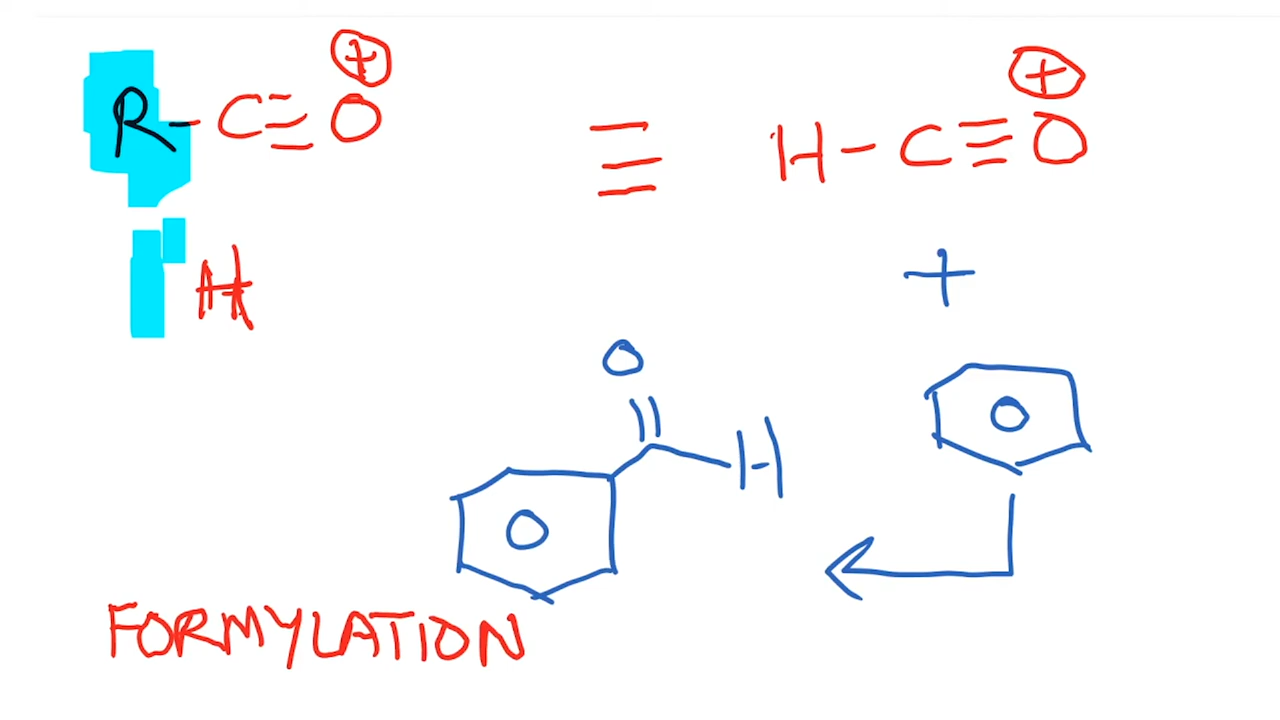 R-C≡O ⊕
≡
H-C≡O ⊕
H
+
O
H
FORMYLATION